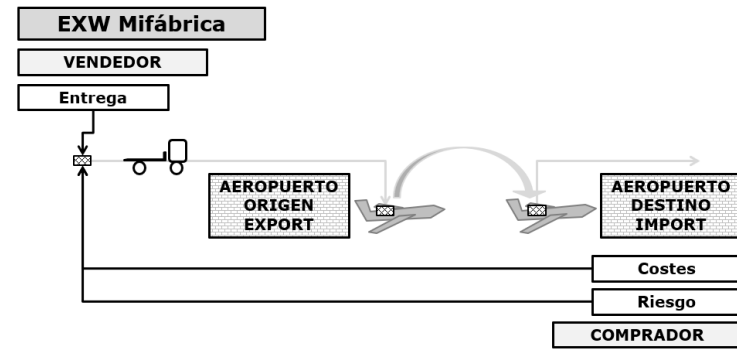 EXW Mifábrica
VENDEDOR
Entrega
AEROPUERTO
ORIGEN
EXPORT
AEROPUERTO
DESTINO
IMPORT
Costes
Riesgo
COMPRADOR